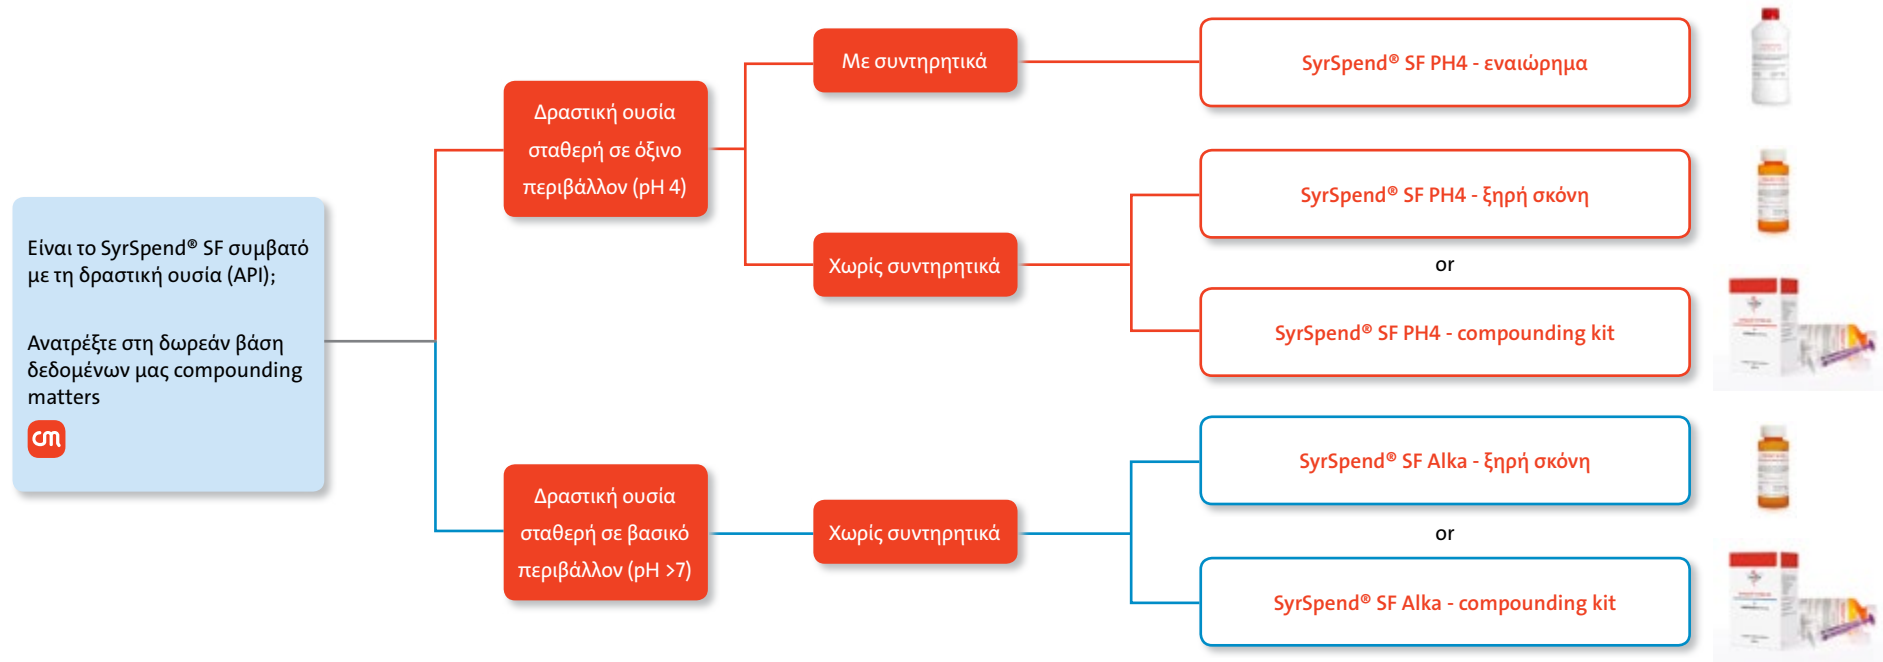 Είναι το SyrSpend® SF συμβατό
με τη δραστική ουσία (API);
Ανατρέξτε στη δωρεάν βάση
δεδομένων μας compounding
matters
cm
Δραστική ουσία
σταθερή σε όξινο
περιβάλλον (pH 4)
Με συντηρητικά
SyrSpend® SF PH4 - εναιώρημα
Χωρίς συντηρητικά
SyrSpend® SF PH4 - ξηρή σκόνη
or
SyrSpend® SF PH4 - compounding kit
Δραστική ουσία
σταθερή σε βασικό
περιβάλλον (pH >7)
Χωρίς συντηρητικά
SyrSpend® SF Alka - ξηρή σκόνη
or
SyrSpend® SF Alka - compounding kit